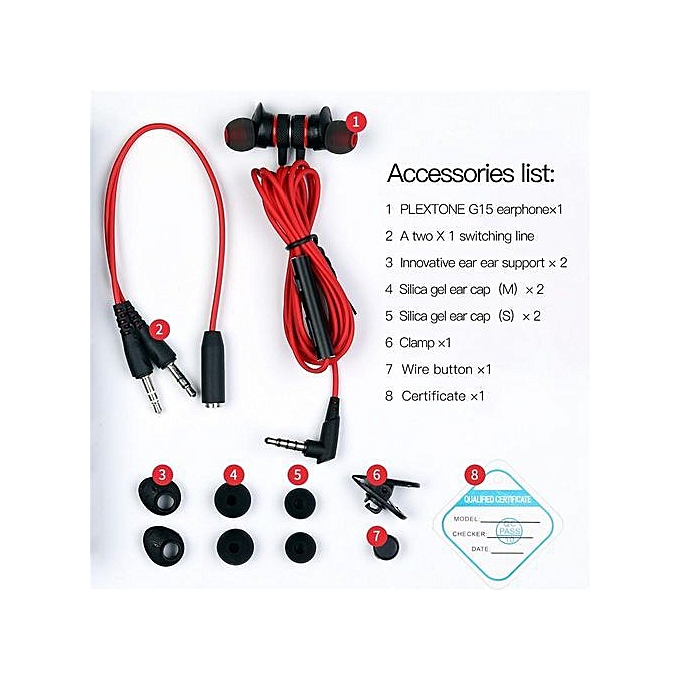 Accessories list:
1 PLEXTONE G15 earphone×1
2 A two X 1 switching line
3 Innovative ear ear support × 2
4 Silica gel ear cap（M）× 2
5 Silica gel ear cap（S）× 2
6 Clamp ×1
7 Wire button ×1
8 Certificate ×1
1
2
3
4
5
6
7
8
QUALIFIED CERTIFICATE
MODEL:
CHECKER:
DATE:
QC
PASS